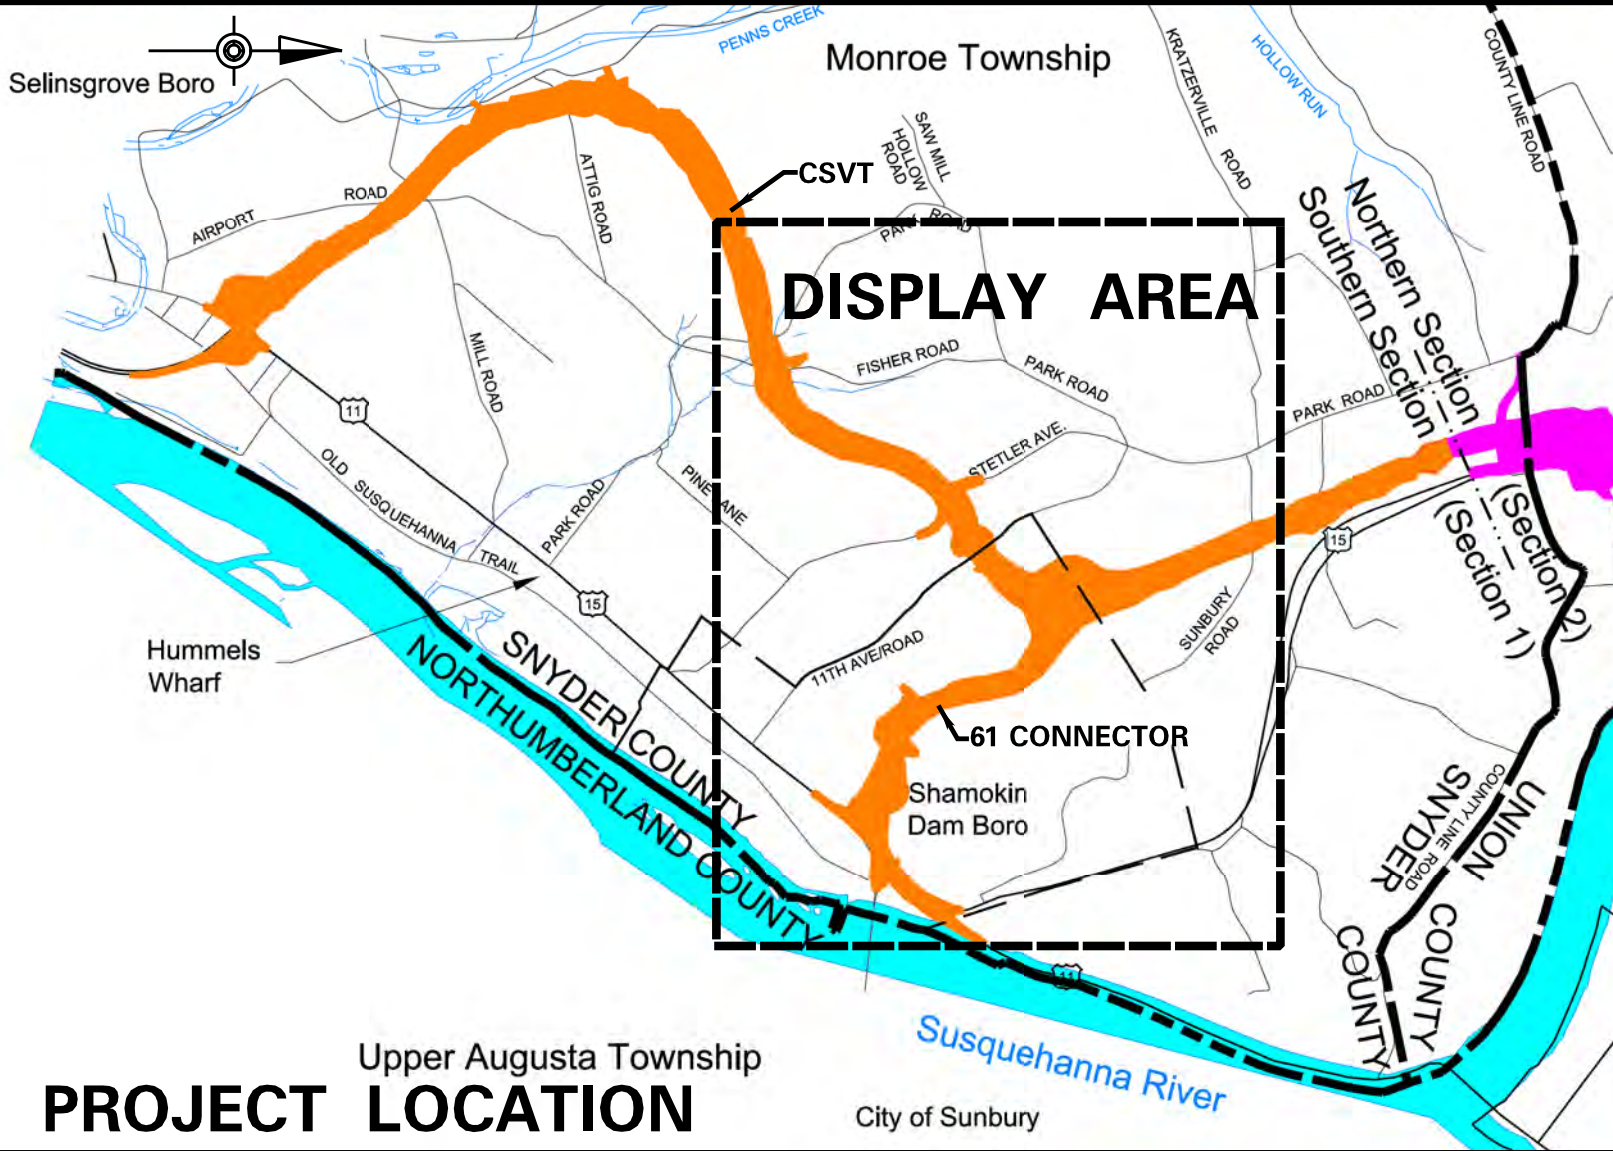 PENNS CREEK
Monroe Township
Selinsgrove Boro
KRATZERVILLE ROAD
HOLLOW RUN
COUNTY LINE ROAD
SAW MILL
HOLLOW
ROAD
CSVT
ATTIG ROAD
AIRPORT ROAD
PARK ROAD
Northern Section
Southern Section
DISPLAY AREA
MILL ROAD
FISHER ROAD
PARK ROAD
PARK ROAD
11
STETLER AVE.
OLD SUSQUEHANNA TRAIL
PARK ROAD
PINE LANE
15
(Section 2)
(Section 1)
15
SUNBURY
ROAD
Hummels
Wharf
11TH AVE/ROAD
SNYDER COUNTY
NORTHUMBERLAND COUNTY
61 CONNECTOR
Shamokin
Dam Boro
COUNTY LINE ROAD
SNYDER
COUNTY
UNION
COUNTY
11
Susquehanna River
Upper Augusta Township
City of Sunbury
PROJECT LOCATION